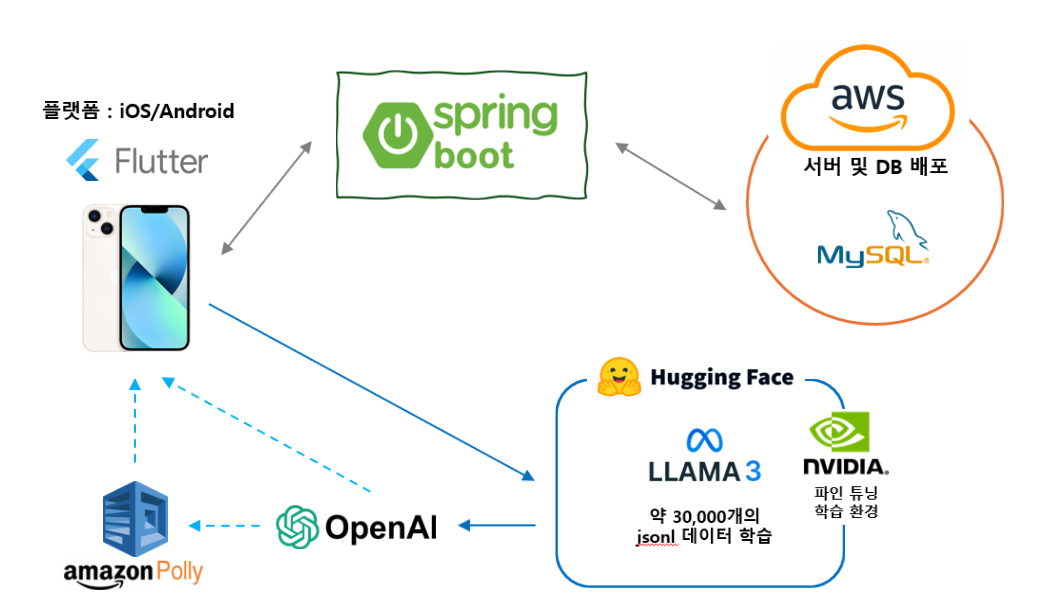 플랫폼 : iOS/Android
Flutter
spring
boot
aws
서버 및 DB 배포
MySQL
Hugging Face
LLAMA 3
약 30,000개의
jsonl 데이터 학습
NVIDIA.
파인 튜닝
학습 환경
OpenAI
amazon Polly